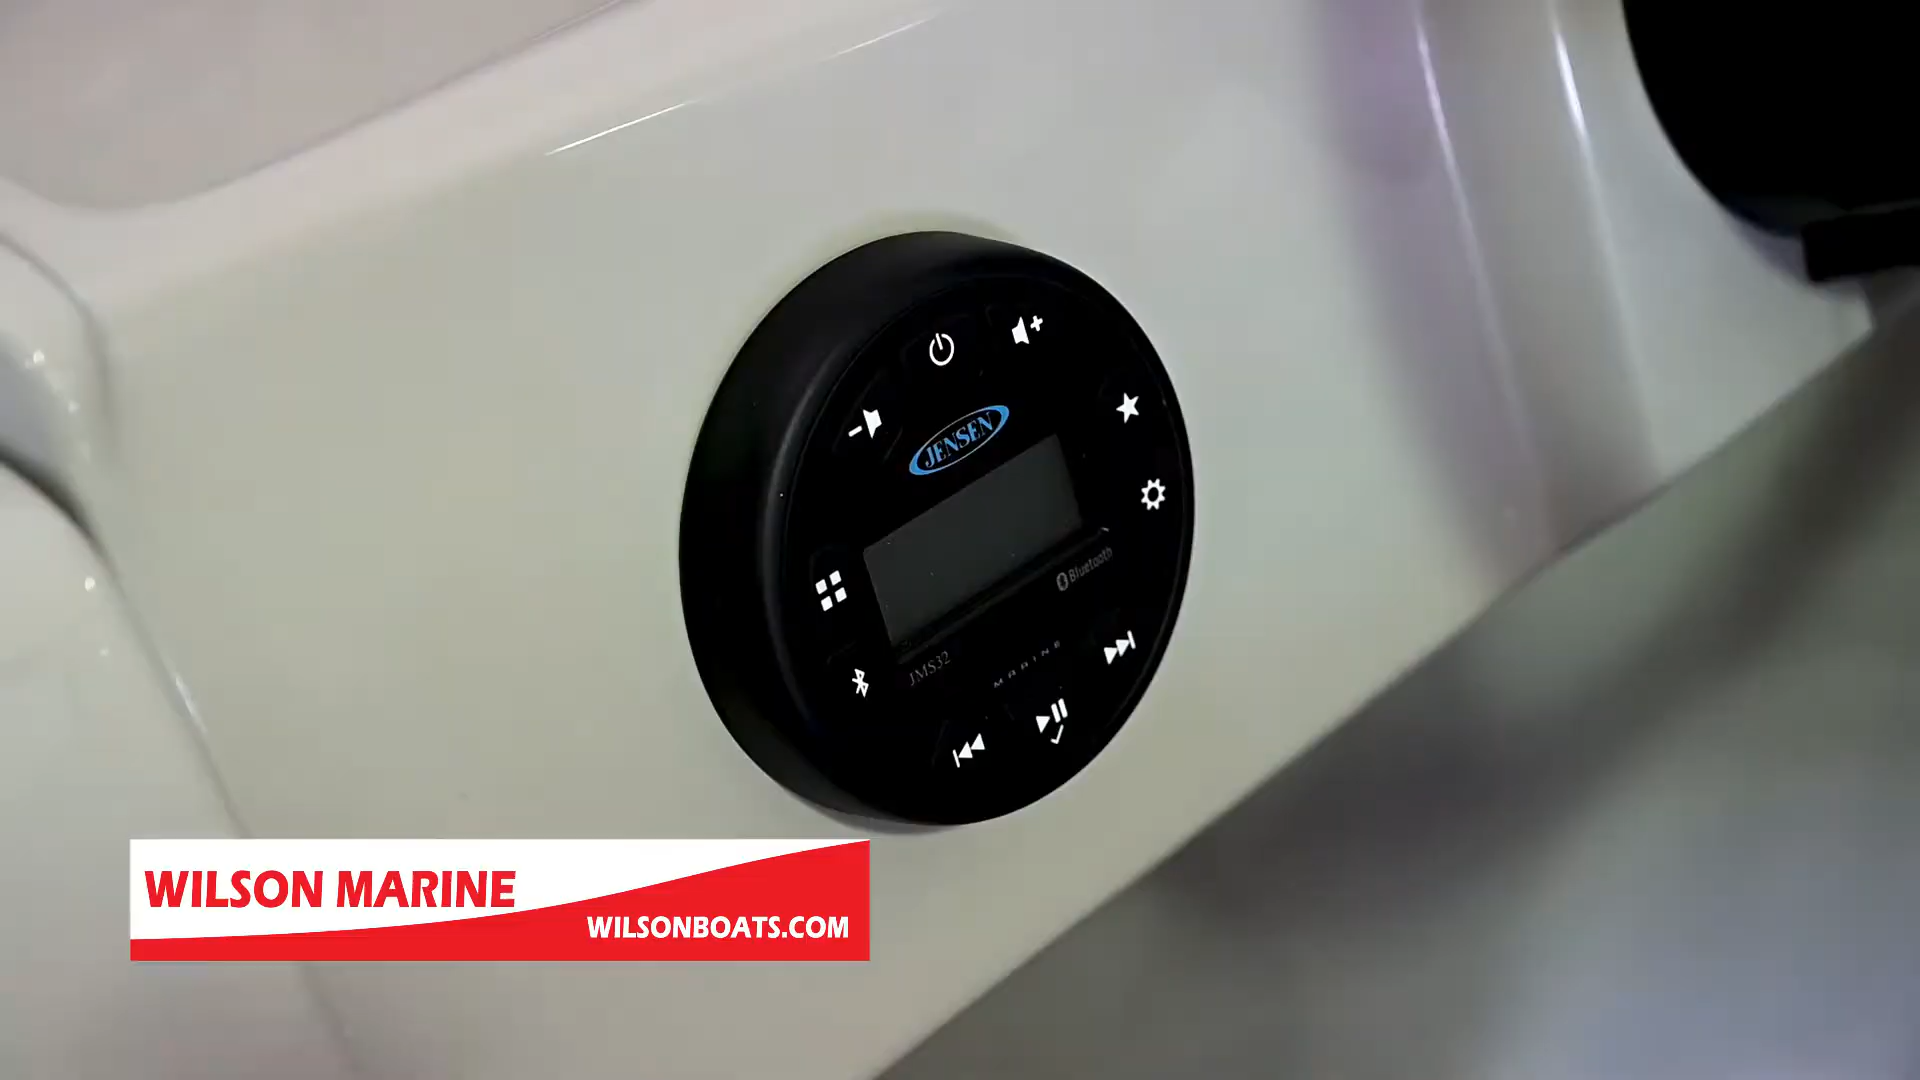 JENSEN
Bluetooth
JMS32
MARINE
WILSON MARINE
WILSONBOATS.COM